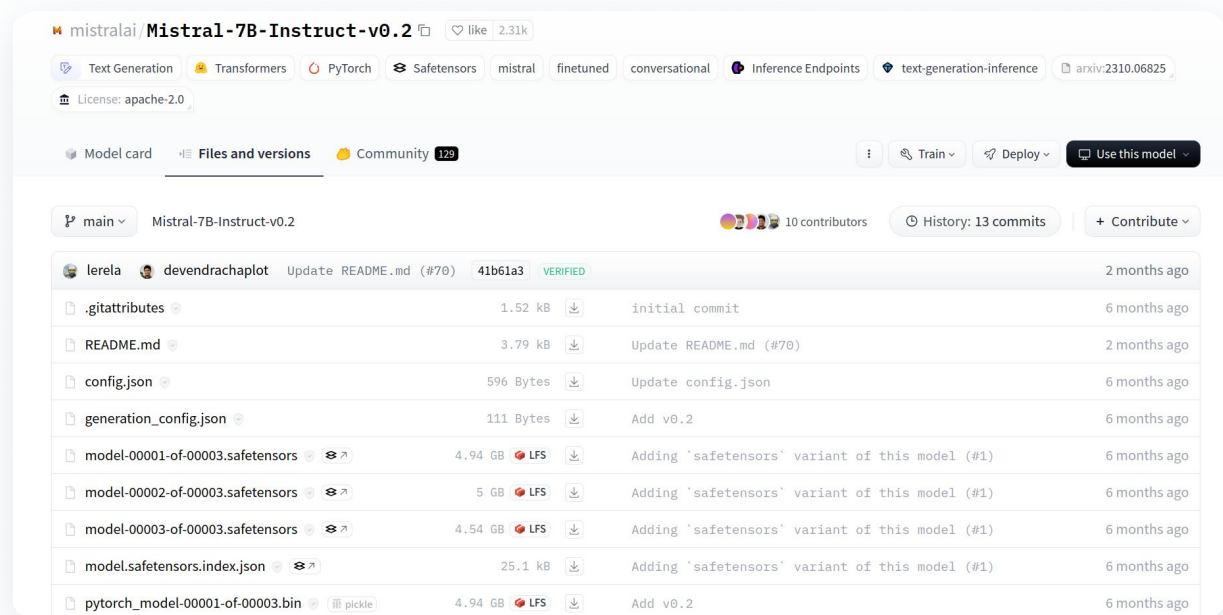 mistralai/Mistral-7B-Instruct-v0.2 like 2.31k
Text Generation Transformers PyTorch Safetensors mistral finetuned conversational Inference Endpoints text-generation-inference arxiv:2310.06825
License: apache-2.0
Model card Files and versions Community 129 Train Deploy Use this model
main Mistral-7B-Instruct-v0.2 10 contributors History: 13 commits + Contribute
lerela devendrachaplot Update README.md (#70) 41b61a3 VERIFIED 2 months ago
.gitattributes 1.52 kB initial commit 6 months ago
README.md 3.79 kB Update README.md (#70) 2 months ago
config.json 596 Bytes Update config.json 6 months ago
generation_config.json 111 Bytes Add v0.2 6 months ago
model-00001-of-00003.safetensors 4.94 GB LFS Adding `safetensors` variant of this model (#1) 6 months ago
model-00002-of-00003.safetensors 5 GB LFS Adding `safetensors` variant of this model (#1) 6 months ago
model-00003-of-00003.safetensors 4.54 GB LFS Adding `safetensors` variant of this model (#1) 6 months ago
model.safetensors.index.json 25.1 kB Adding `safetensors` variant of this model (#1) 6 months ago
pytorch_model-00001-of-00003.bin pickle 4.94 GB LFS Add v0.2 6 months ago